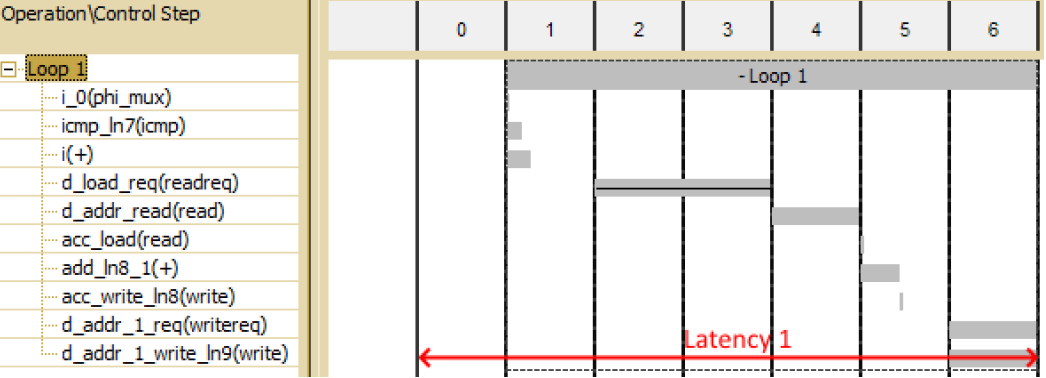 Operation\Control Step
0 1 2 3 4 5 6
Loop 1
- Loop 1
i_0(phi_mux)
icmp_ln7(icmp)
i(+)
d_load_req(readreq)
d_addr_read(read)
acc_load(read)
add_ln8_1(+)
acc_write_ln8(write)
d_addr_1_req(writereq)
d_addr_1_write_ln9(write)
Latency 1